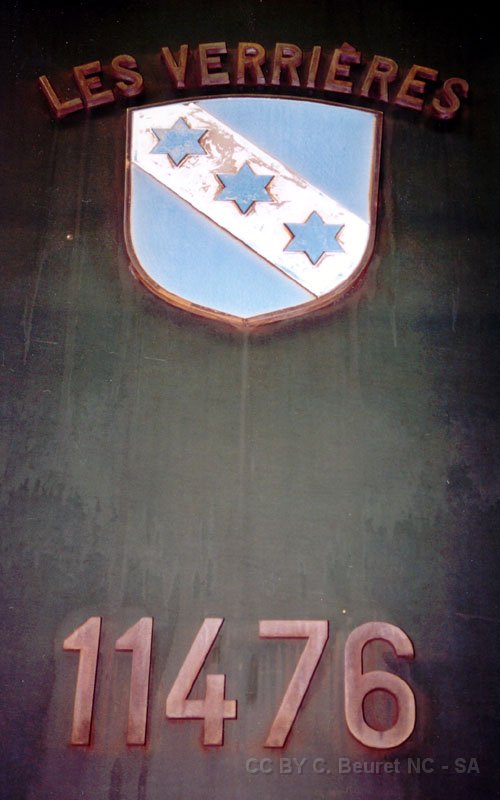 LES VERRIÈRES
11476
CC BY C. Beuret NC - SA